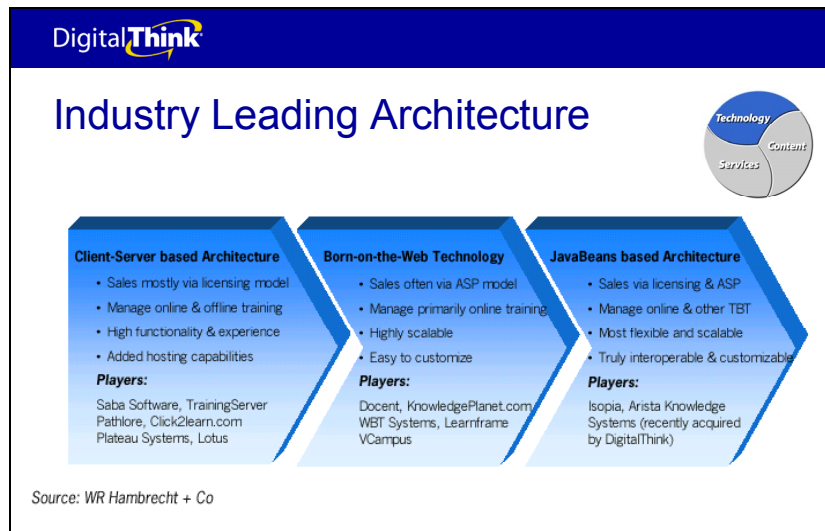 DigitalThink
Industry Leading Architecture
Technology
Content
Services
Client-Server based Architecture
• Sales mostly via licensing model
• Manage online & offline training
• High functionality & experience
• Added hosting capabilities
Players:
Saba Software, TrainingServer
Pathlore, Click2learn.com
Plateau Systems, Lotus
Born-on-the-Web Technology
• Sales often via ASP model
• Manage primarily online training
• Highly scalable
• Easy to customize
Players:
Docent, KnowledgePlanet.com
WBT Systems, Learnframe
VCampus
JavaBeans based Architecture
• Sales via licensing & ASP
• Manage online & other TBT
• Most flexible and scalable
• Truly interoperable & customizable
Players:
Isopia, Arista Knowledge
Systems (recently acquired
by DigitalThink)
Source: WR Hambrecht + Co